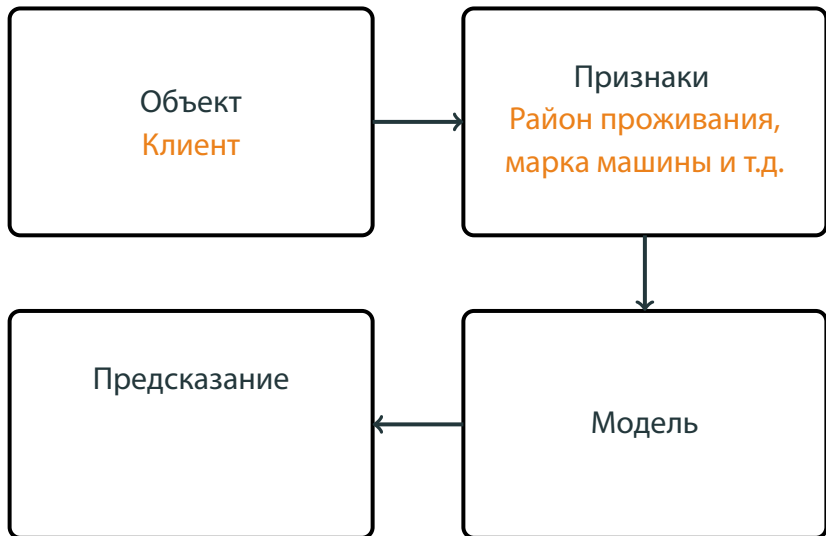 Объект
Клиент
Признаки
Район проживания,
марка машины и т.д.
Модель
Предсказание